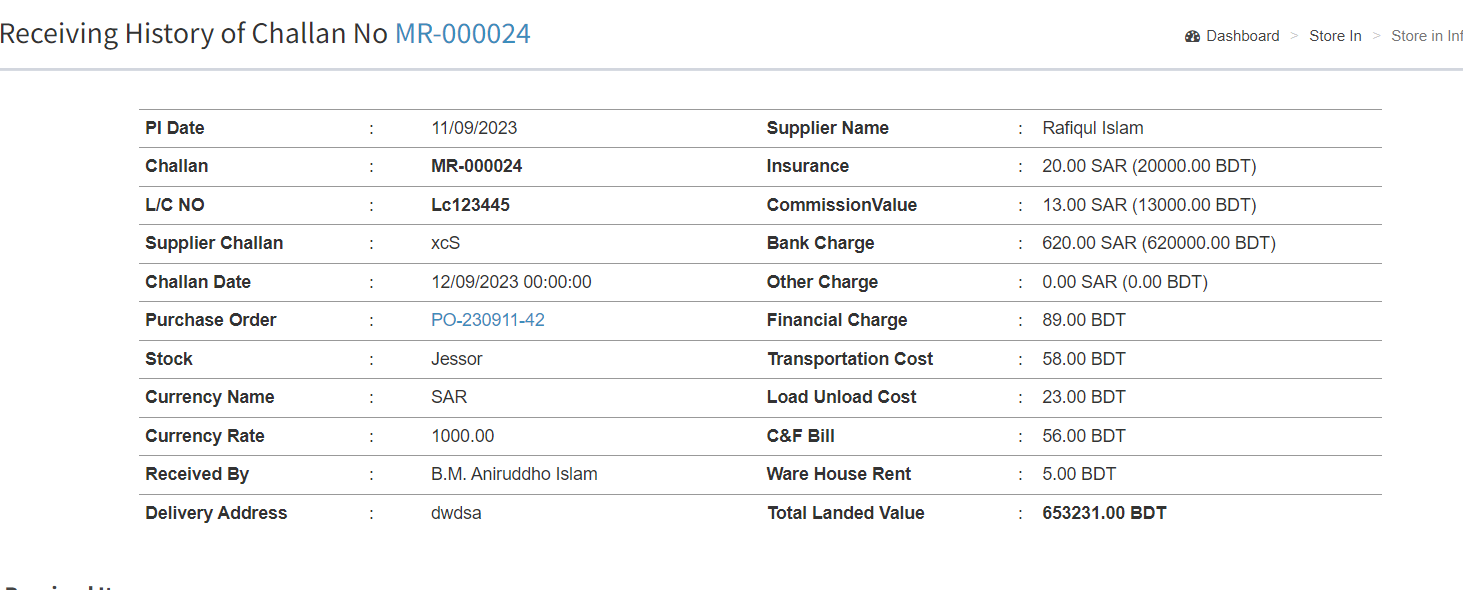 Receiving History of Challan No MR-000024
Dashboard > Store In > Store in Inf
PI Date : 11/09/2023 Supplier Name : Rafiqul Islam
Challan : MR-000024 Insurance : 20.00 SAR (20000.00 BDT)
L/C NO : Lc123445 CommissionValue : 13.00 SAR (13000.00 BDT)
Supplier Challan : xcS Bank Charge : 620.00 SAR (620000.00 BDT)
Challan Date : 12/09/2023 00:00:00 Other Charge : 0.00 SAR (0.00 BDT)
Purchase Order : PO-230911-42 Financial Charge : 89.00 BDT
Stock : Jessor Transportation Cost : 58.00 BDT
Currency Name : SAR Load Unload Cost : 23.00 BDT
Currency Rate : 1000.00 C&F Bill : 56.00 BDT
Received By : B.M. Aniruddho Islam Ware House Rent : 5.00 BDT
Delivery Address : dwdsa Total Landed Value : 653231.00 BDT